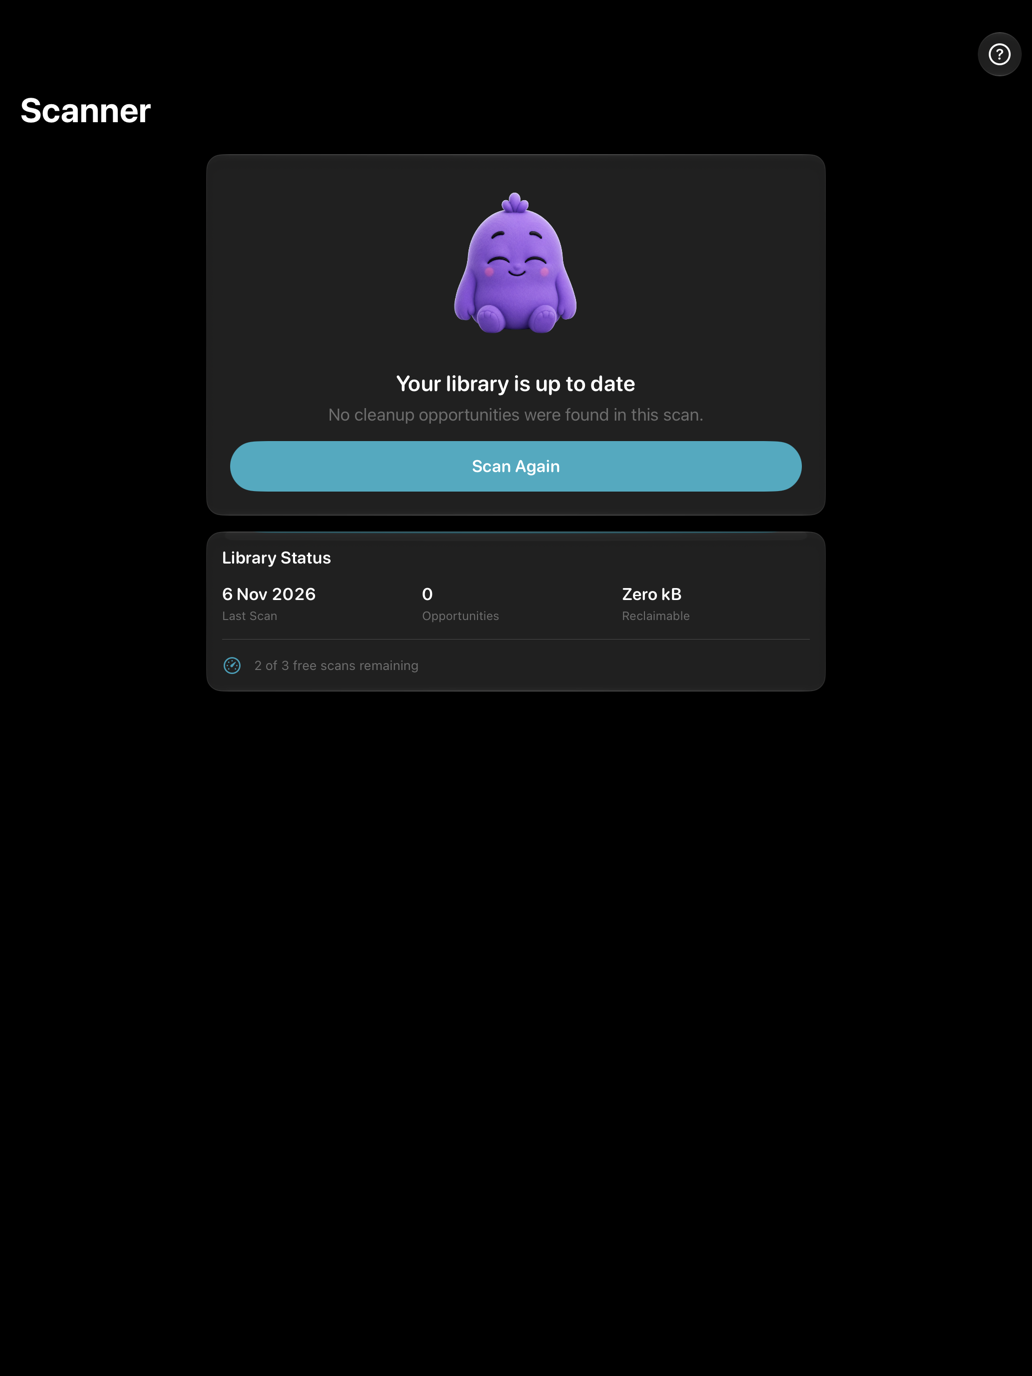 ?
Scanner
Your library is up to date
No cleanup opportunities were found in this scan.
Scan Again
Library Status
6 Nov 2026 0 Zero kB
Last Scan Opportunities Reclaimable
2 of 3 free scans remaining